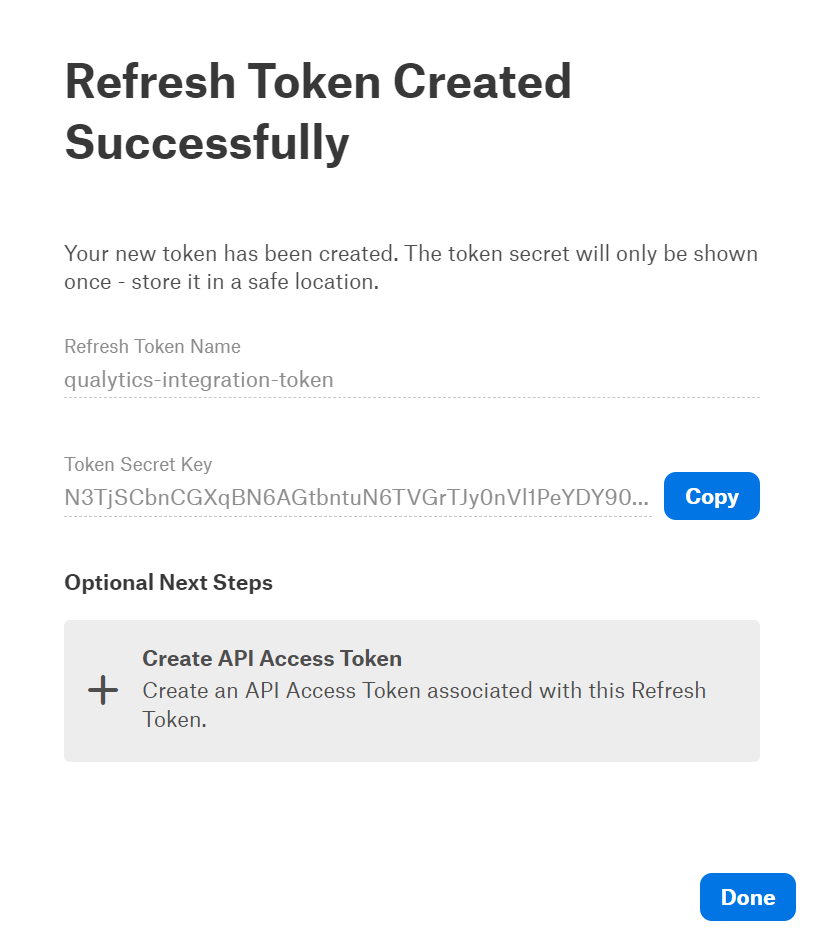 Refresh Token Created
Successfully
Your new token has been created. The token secret will only be shown
once - store it in a safe location.
Refresh Token Name
qualytics-integration-token
Token Secret Key
N3TjSCbnCGXqBN6AGtbntuN6TVGrTJy0nVl1PeYDY90...
Copy
Optional Next Steps
Create API Access Token
Create an API Access Token associated with this Refresh
Token.
Done